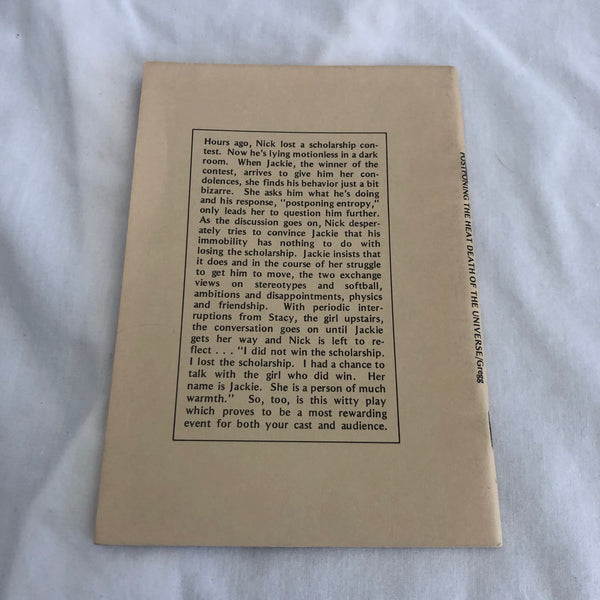 Hours ago, Nick lost a scholarship con-
test. Now he's lying motionless in a dark
room. When Jackie, the winner of the
contest, arrives to give him her con-
dolences, she finds his behavior just a bit
bizarre. She asks him what he's doing
and his response, "postponing entropy,"
only leads her to question him further.
As the discussion goes on, Nick desper-
ately tries to convince Jackie that his
immobility has nothing to do with
losing the scholarship. Jackie insists that
it does and in the course of her struggle
to get him to move, the two exchange
views on stereotypes and softball,
ambitions and disappointments, physics
and friendship. With periodic inter-
ruptions from Stacy, the girl upstairs,
the conversation goes on until Jackie
gets her way and Nick is left to re-
flect . . . "I did not win the scholarship.
I lost the scholarship. I had a chance to
talk with the girl who did win. Her
name is Jackie. She is a person of much
warmth." So, too, is this witty play
which proves to be a most rewarding
event for both your cast and audience.
POSTPONING THE HEAT DEATH OF THE UNIVERSE/Gregg